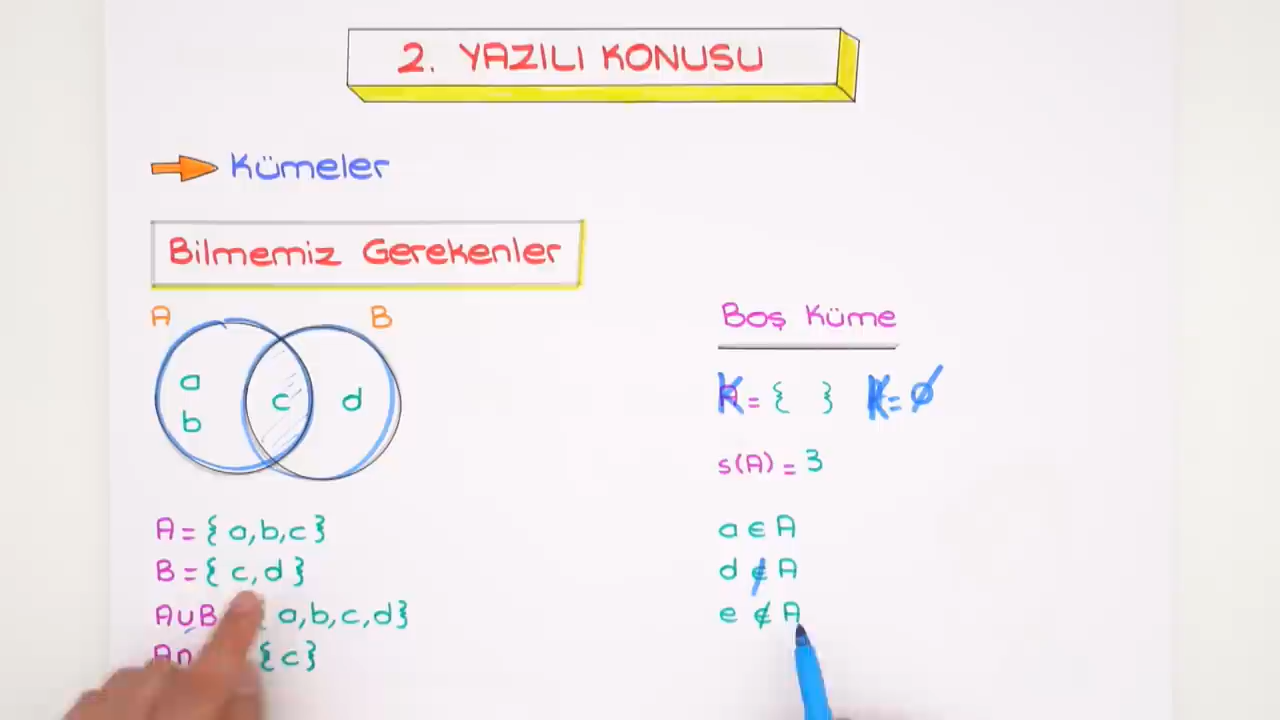 2. YAZILI KONUSU
Kümeler
Bilmemiz Gerekenler
A B
a
b
c
d
A = { a,b,c }
B = { c,d }
A∪B { a,b,c,d }
A∩ { c }
Boş Küme
K = { } K = ∅
s(A) = 3
a ∈ A
d ∉ A
e ∉ A